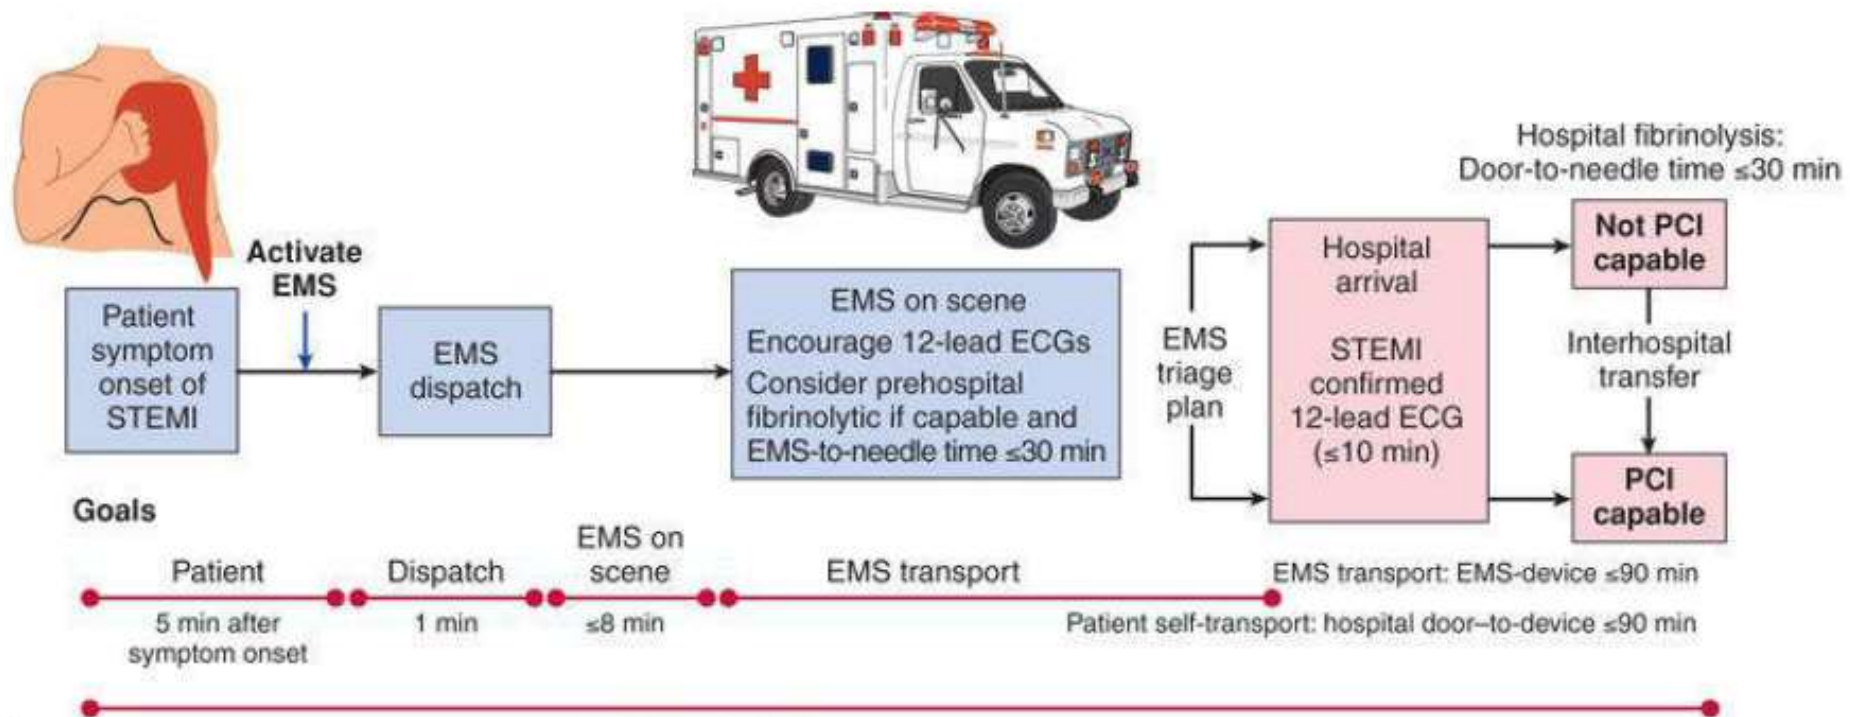 Activate
EMS
Patient
symptom
onset of
STEMI
EMS
dispatch
EMS on scene
Encourage 12-lead ECGs
Consider prehospital
fibrinolytic if capable and
EMS-to-needle time ≤30 min
EMS
triage
plan
Hospital
arrival
STEMI
confirmed
12-lead ECG
(≤10 min)
Hospital fibrinolysis:
Door-to-needle time ≤30 min
Not PCI
capable
Interhospital
transfer
PCI
capable
Goals
Patient
5 min after
symptom onset
Dispatch
1 min
EMS on
scene
≤8 min
EMS transport
EMS transport: EMS-device ≤90 min
Patient self-transport: hospital door–to-device ≤90 min